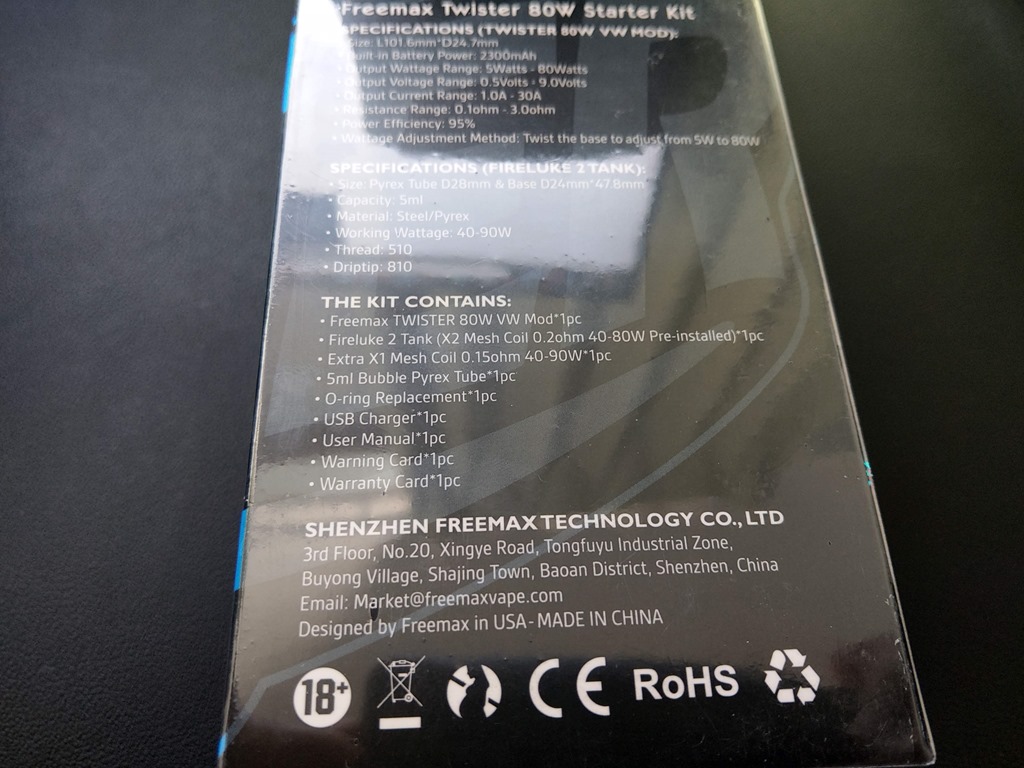 Freemax Twister 80W Starter Kit
SPECIFICATIONS (TWISTER 80W VW MOD):
Size: L101.6mm*D24.7mm
Built-in Battery Power: 2300mAh
Output Wattage Range: 5Watts - 80Watts
Output Voltage Range: 0.5Volts - 9.0Volts
Output Current Range: 1.0A - 30A
Resistance Range: 0.1ohm - 3.0ohm
• Power Efficiency: 95%
• Wattage Adjustment Method: Twist the base to adjust from 5W to 80W
SPECIFICATIONS (FIRELUKE 2 TANK):
• Size: Pyrex Tube D28mm & Base D24mm*47.8mm
• Capacity: 5ml
• Material: Steel/Pyrex
• Working Wattage: 40-90W
• Thread: 510
• Driptip: 810
THE KIT CONTAINS:
• Freemax TWISTER 80W VW Mod*1pc
• Fireluke 2 Tank (X2 Mesh Coil 0.2ohm 40-80W Pre-installed)*1pc
• Extra X1 Mesh Coil 0.15ohm 40-90W*1pc
• 5ml Bubble Pyrex Tube*1pc
• O-ring Replacement*1pc
• USB Charger*1pc
• User Manual*1pc
• Warning Card*1pc
• Warranty Card*1pc
SHENZHEN FREEMAX TECHNOLOGY CO., LTD
3rd Floor, No.20, Xingye Road, Tongfuyu Industrial Zone,
Buyong Village, Shajing Town, Baoan District, Shenzhen, China
Email: Market@freemaxvape.com
Designed by Freemax in USA - MADE IN CHINA
18+ CE RoHS